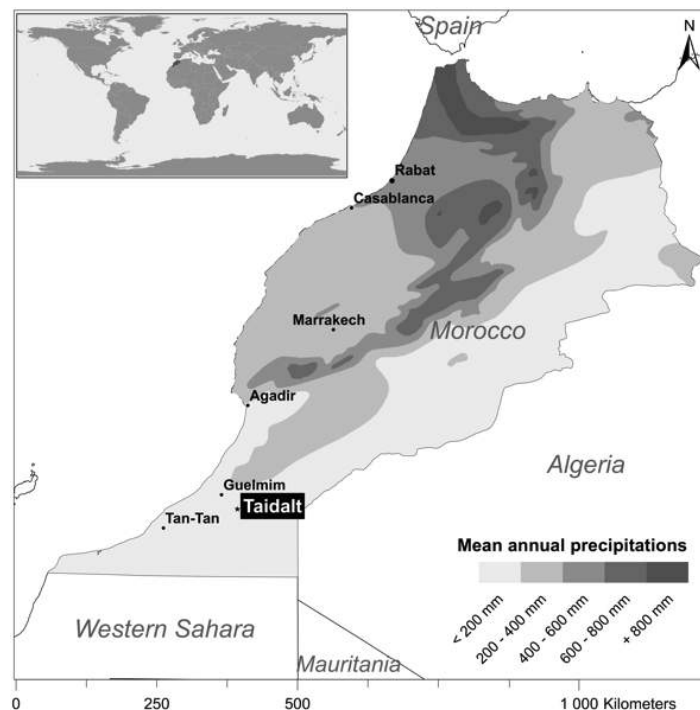 Spain
N
Rabat
Casablanca
Marrakech
Morocco
Agadir
Algeria
Guelmim
Taidalt
Tan-Tan
Mean annual precipitations
< 200 mm
200 - 400 mm
400 - 600 mm
600 - 800 mm
+ 800 mm
Western Sahara
Mauritania
0 250 500 1 000 Kilometers